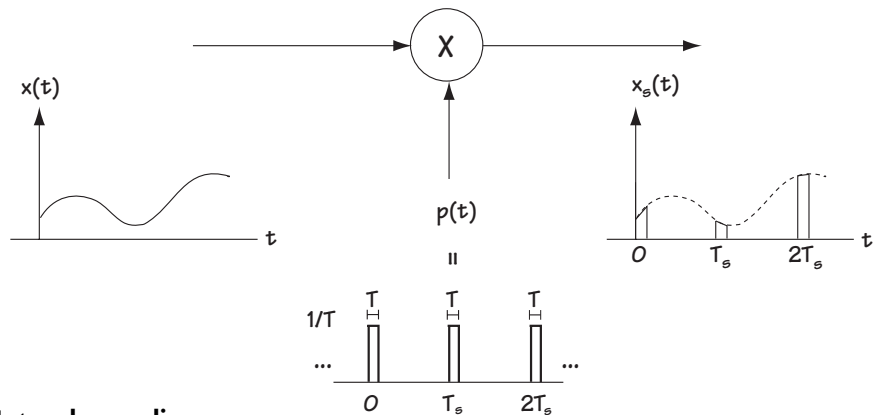 X
x(t)
x_s(t)
t
p(t)
=
t
0 T_s 2T_s
T T T
1/T
... ...
0 T_s 2T_s